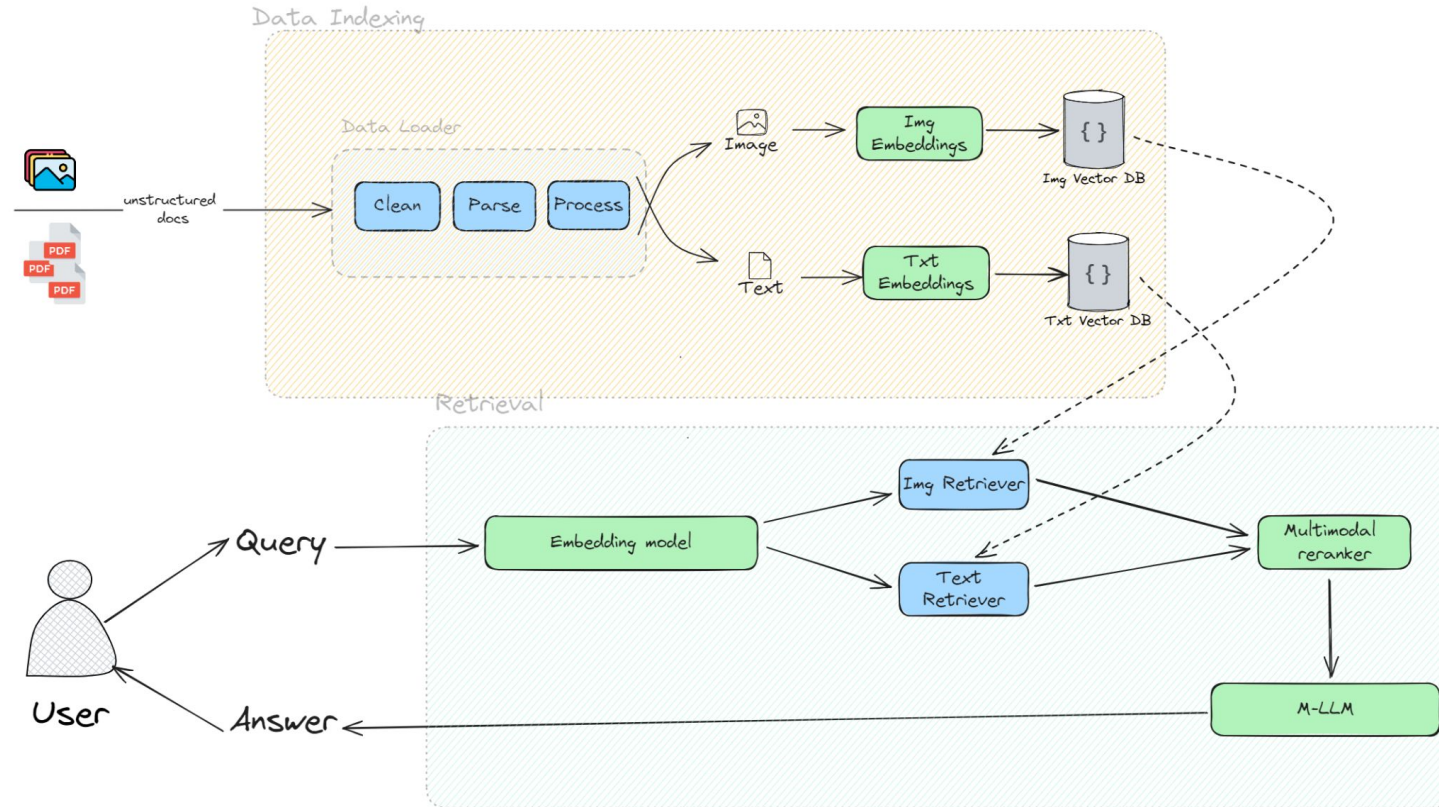 Data Indexing
Data Loader
Image
Img
Embeddings
{ }
Img Vector DB
unstructured
docs
Clean
Parse
Process
PDF
PDF
PDF
Text
Txt
Embeddings
{ }
Txt Vector DB
Retrieval
Img Retriever
Query
Embedding model
Multimodal
reranker
Text
Retriever
User
Answer
M-LLM